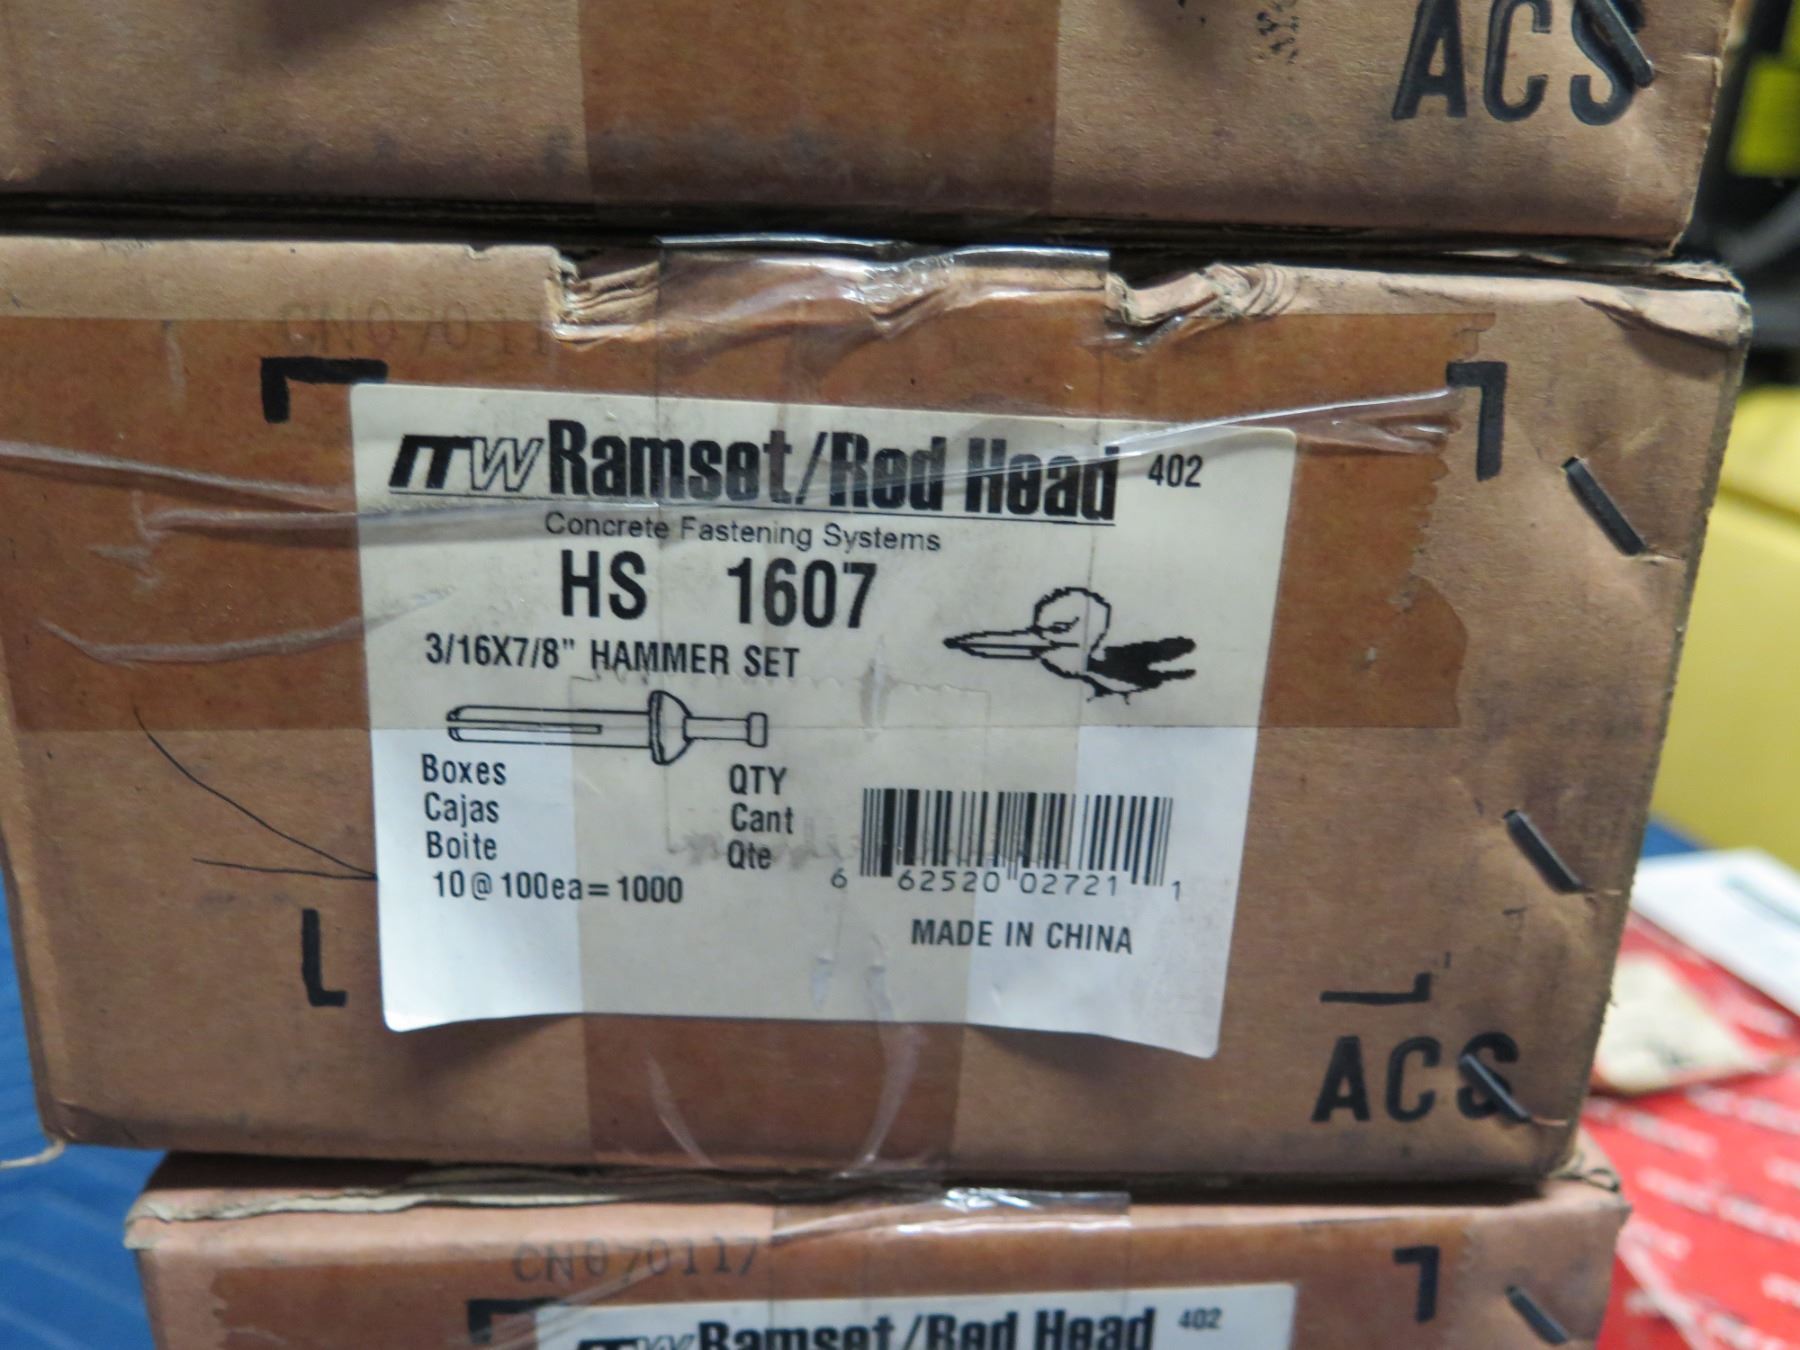 ACS
CN07011
ITW Ramset/Red Head 402
Concrete Fastening Systems
HS 1607
3/16X7/8" HAMMER SET
Boxes QTY
Cajas Cant
Boite Qte
10@100ea=1000
6 62520 02721 1
MADE IN CHINA
ACS
CN070117
ITW Ramset/Red Head 402